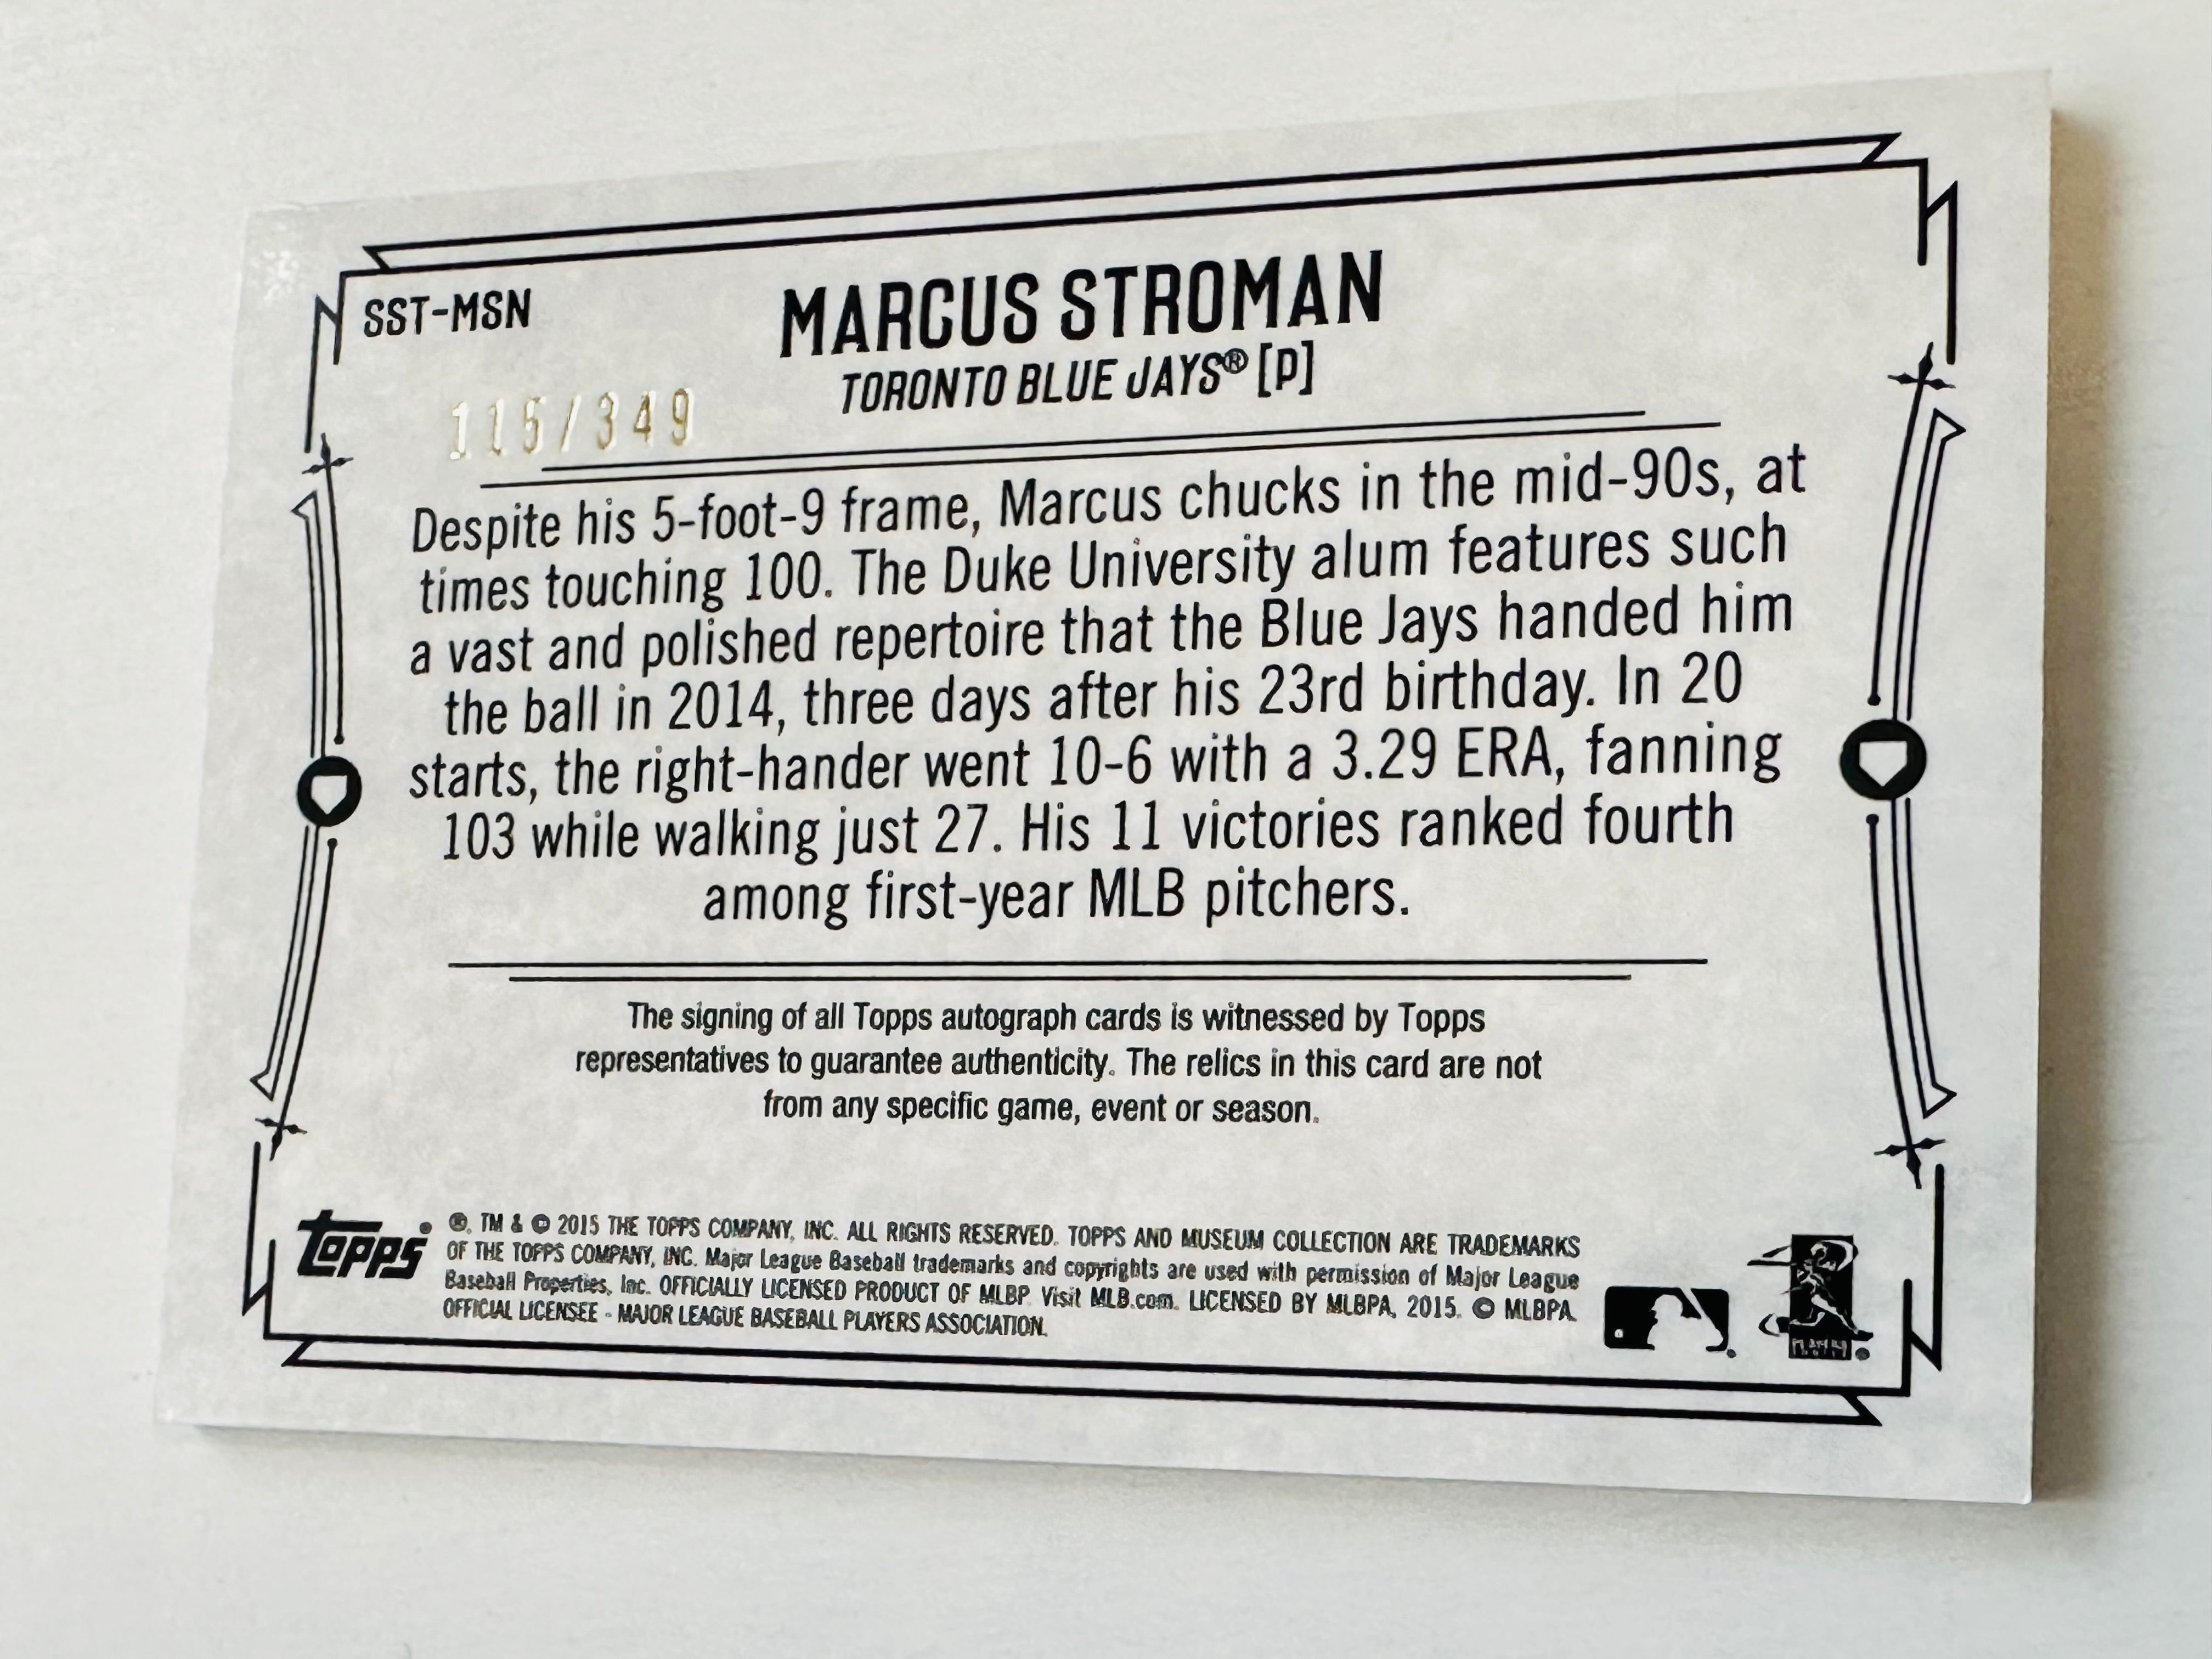 SST-MSN
MARCUS STROMAN
TORONTO BLUE JAYS® [P]
115/349
Despite his 5-foot-9 frame, Marcus chucks in the mid-90s, at
times touching 100. The Duke University alum features such
a vast and polished repertoire that the Blue Jays handed him
the ball in 2014, three days after his 23rd birthday. In 20
starts, the right-hander went 10-6 with a 3.29 ERA, fanning
103 while walking just 27. His 11 victories ranked fourth
among first-year MLB pitchers.
The signing of all Topps autograph cards is witnessed by Topps
representatives to guarantee authenticity. The relics in this card are not
from any specific game, event or season.
topps®
®, TM & © 2015 THE TOPPS COMPANY, INC. ALL RIGHTS RESERVED. TOPPS AND MUSEUM COLLECTION ARE TRADEMARKS
OF THE TOPPS COMPANY, INC. Major League Baseball trademarks and copyrights are used with permission of Major League
Baseball Properties, Inc. OFFICIALLY LICENSED PRODUCT OF MLBP. Visit MLB.com. LICENSED BY MLBPA, 2015. © MLBPA.
OFFICIAL LICENSEE - MAJOR LEAGUE BASEBALL PLAYERS ASSOCIATION.